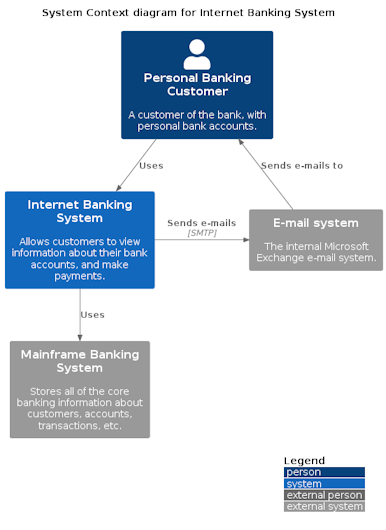 System Context diagram for Internet Banking System
Personal Banking
Customer
A customer of the bank, with
personal bank accounts.
Uses
Sends e-mails to
Internet Banking
System
Allows customers to view
information about their bank
accounts, and make
payments.
Sends e-mails
[SMTP]
E-mail system
The internal Microsoft
Exchange e-mail system.
Uses
Mainframe Banking
System
Stores all of the core
banking information about
customers, accounts,
transactions, etc.
Legend
person
system
external person
external system